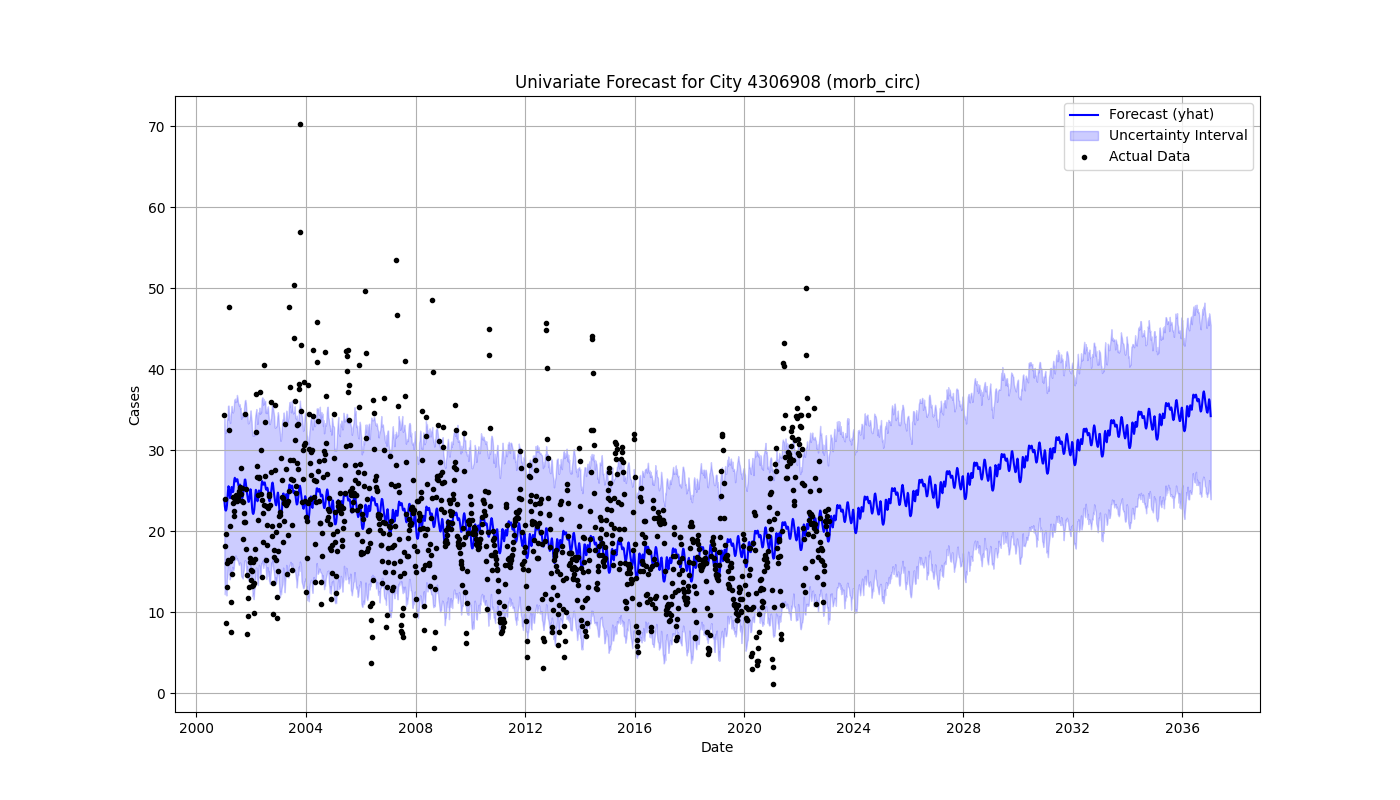 Univariate Forecast for City 4306908 (morb_circ)
Forecast (yhat)
Uncertainty Interval
Actual Data
70
60
50
40
30
20
10
0
Cases
2000 2004 2008 2012 2016 2020 2024 2028 2032 2036
Date